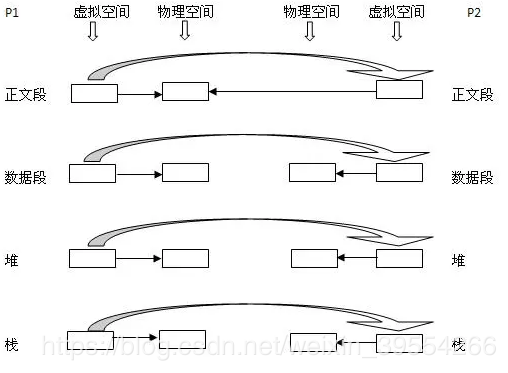 P1 虚拟空间 物理空间 物理空间 虚拟空间 P2
正文段 正文段
数据段 数据段
堆 堆
栈 栈
https://blog.csdn.net/weixin_39554266